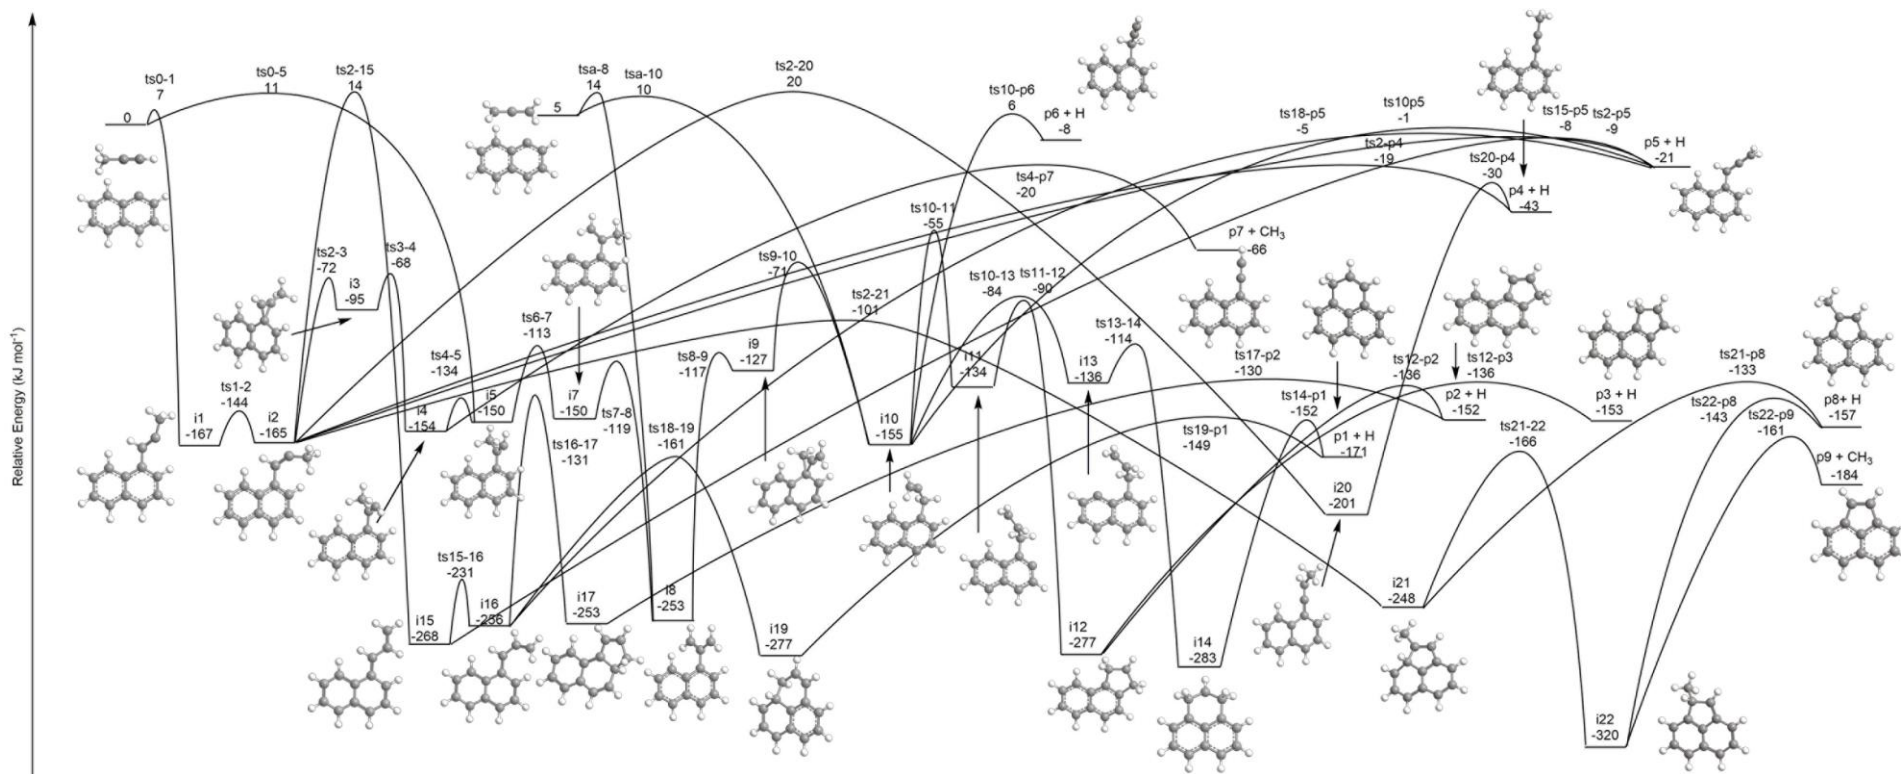 Relative Energy (kJ mol⁻¹)
0
ts0-1
7
ts0-5
11
ts2-15
14
5
tsa-8
14
tsa-10
10
ts2-20
20
ts10-p6
6
p6 + H
-8
ts18-p5
-5
ts10p5
-1
ts15-p5
-8
ts2-p5
-9
p5 + H
-21
ts2-p4
-19
ts20-p4
-30
p4 + H
-43
ts4-p7
-20
p7 + CH3
-66
ts10-11
-55
ts2-3
-72
i3
-95
ts3-4
-68
ts9-10
-71
ts10-13
-84
ts11-12
-90
ts2-21
-101
ts6-7
-113
ts8-9
-117
i9
-127
ts13-14
-114
i11
-134
i13
-136
ts17-p2
-130
ts12-p2
-136
ts12-p3
-136
ts21-p8
-133
ts4-5
-134
ts1-2
-144
i1
-167
i2
-165
i4
-154
i5
-150
i7
-150
ts7-8
-119
ts16-17
-131
ts18-19
-161
i10
-155
ts19-p1
-149
ts14-p1
-152
p1 + H
-171
p2 + H
-152
p3 + H
-153
ts22-p8
-143
ts22-p9
-161
p8+ H
-157
ts21-22
-166
p9 + CH3
-184
i20
-201
ts15-16
-231
i15
-268
i16
-256
i17
-253
i8
-253
i19
-277
i12
-277
i14
-283
i21
-248
i22
-320